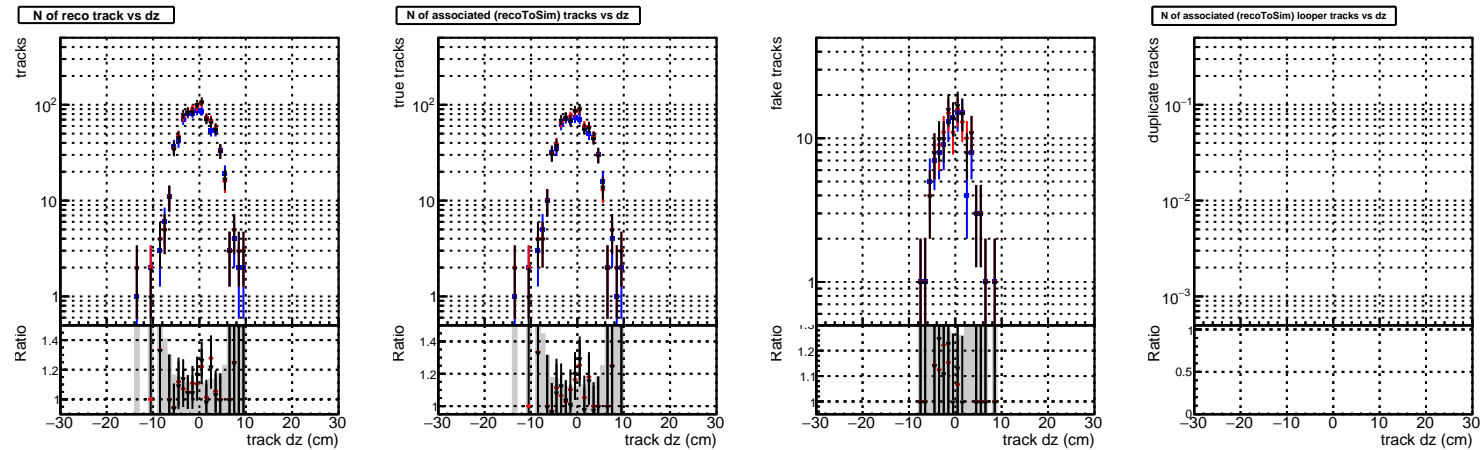 N of reco track vs dz
tracks
10²
10
1
Ratio
1.4
1.2
1
−30 −20 −10 0 10 20 30
track dz (cm)
N of associated (recoToSim) tracks vs dz
true tracks
10²
10
1
Ratio
1.4
1.2
1
−30 −20 −10 0 10 20 30
track dz (cm)
fake tracks
10
1
Ratio
1.3
1.2
1.1
1
−30 −20 −10 0 10 20 30
track dz (cm)
N of associated (recoToSim) looper tracks vs dz
duplicate tracks
10⁻¹
10⁻²
10⁻³
Ratio
1
0.5
0
−30 −20 −10 0 10 20 30
track dz (cm)